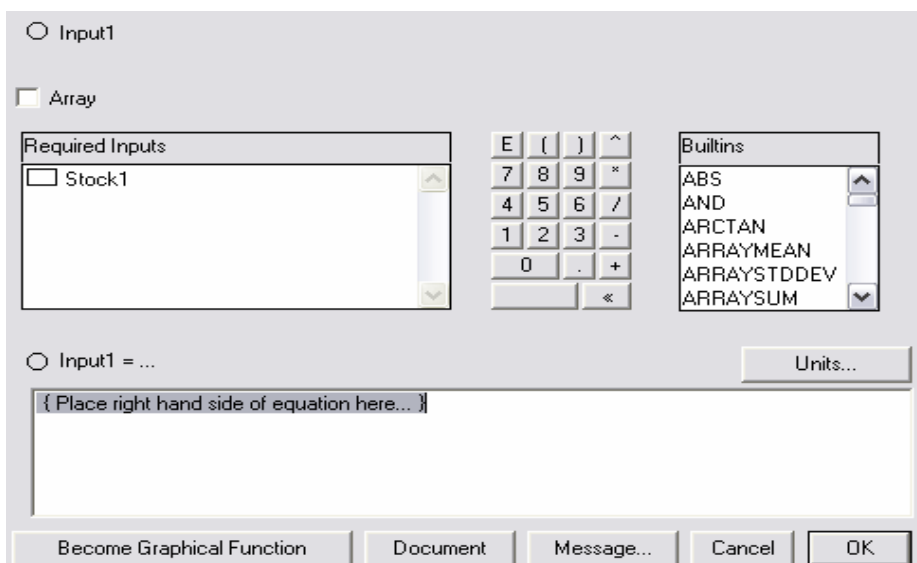 Input1
Array
Required Inputs
Stock1
E ( ) ^
7 8 9 *
4 5 6 /
1 2 3 -
0 . +
«
Builtins
ABS
AND
ARCTAN
ARRAYMEAN
ARRAYSTDDEV
ARRAYSUM
Input1 = ...
Units...
{ Place right hand side of equation here... }
Become Graphical Function
Document
Message...
Cancel
OK